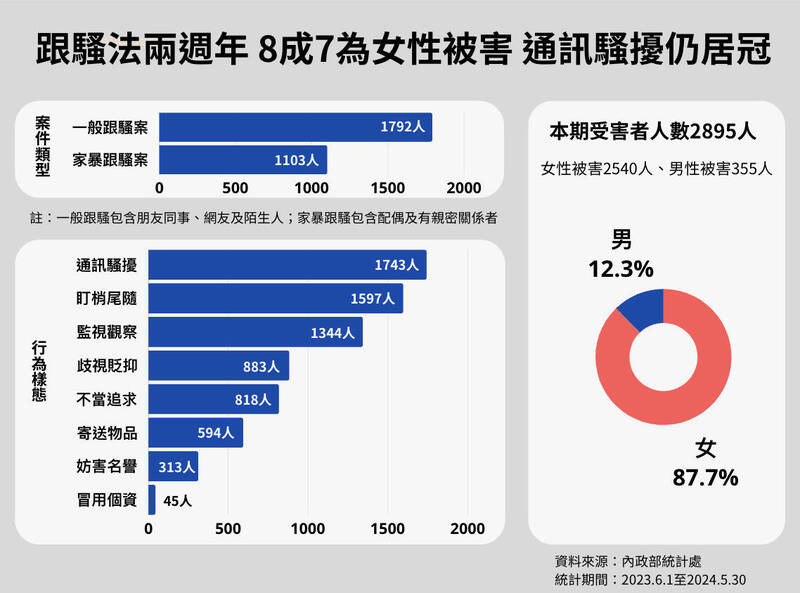 跟騷法兩週年 8成7為女性被害 通訊騷擾仍居冠
案件類型
一般跟騷案 1792人
家暴跟騷案 1103人
0 500 1000 1500 2000
註：一般跟騷包含朋友同事、網友及陌生人；家暴跟騷包含配偶及有親密關係者
行為樣態
通訊騷擾 1743人
盯梢尾隨 1597人
監視觀察 1344人
歧視貶抑 883人
不當追求 818人
寄送物品 594人
妨害名譽 313人
冒用個資 45人
0 500 1000 1500 2000
本期受害者人數2895人
女性被害2540人、男性被害355人
男
12.3%
女
87.7%
資料來源：內政部統計處
統計期間：2023.6.1至2024.5.30